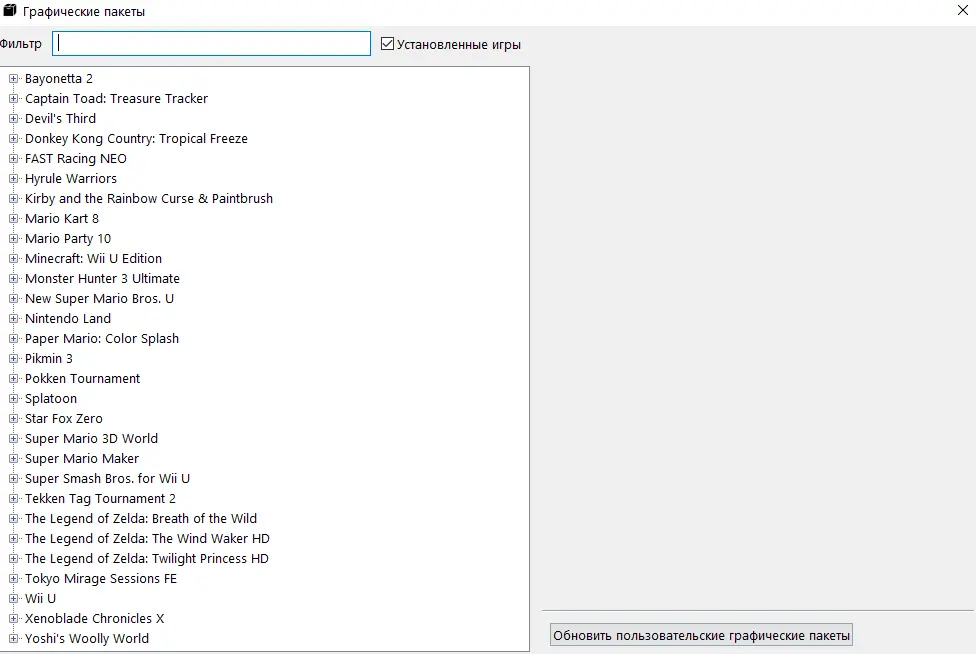 Графические пакеты
Фильтр
Установленные игры
Bayonetta 2
Captain Toad: Treasure Tracker
Devil's Third
Donkey Kong Country: Tropical Freeze
FAST Racing NEO
Hyrule Warriors
Kirby and the Rainbow Curse & Paintbrush
Mario Kart 8
Mario Party 10
Minecraft: Wii U Edition
Monster Hunter 3 Ultimate
New Super Mario Bros. U
Nintendo Land
Paper Mario: Color Splash
Pikmin 3
Pokken Tournament
Splatoon
Star Fox Zero
Super Mario 3D World
Super Mario Maker
Super Smash Bros. for Wii U
Tekken Tag Tournament 2
The Legend of Zelda: Breath of the Wild
The Legend of Zelda: The Wind Waker HD
The Legend of Zelda: Twilight Princess HD
Tokyo Mirage Sessions FE
Wii U
Xenoblade Chronicles X
Yoshi's Woolly World
Обновить пользовательские графические пакеты